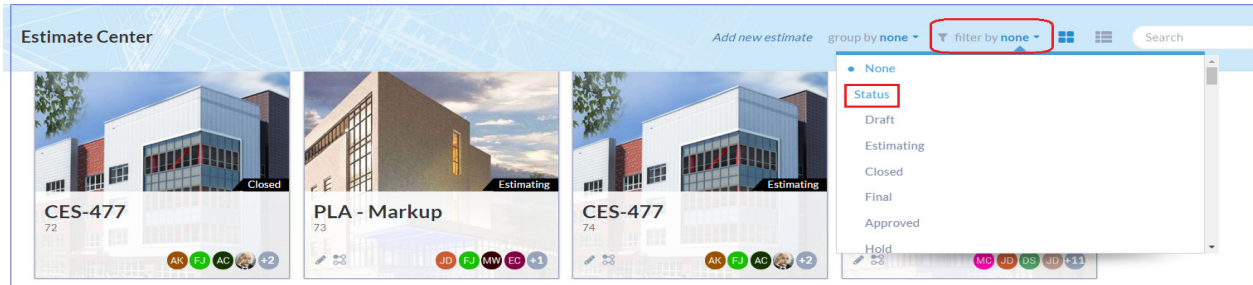 Estimate Center
Add new estimate group by none filter by none Search
None
Status
Draft
Estimating
Closed
Final
Approved
Hold
Closed
CES-477
72
AK FJ AC +2
Estimating
PLA - Markup
73
JD FJ MW EC +1
Estimating
CES-477
74
AK FJ AC +2
MC JD DS JD +11